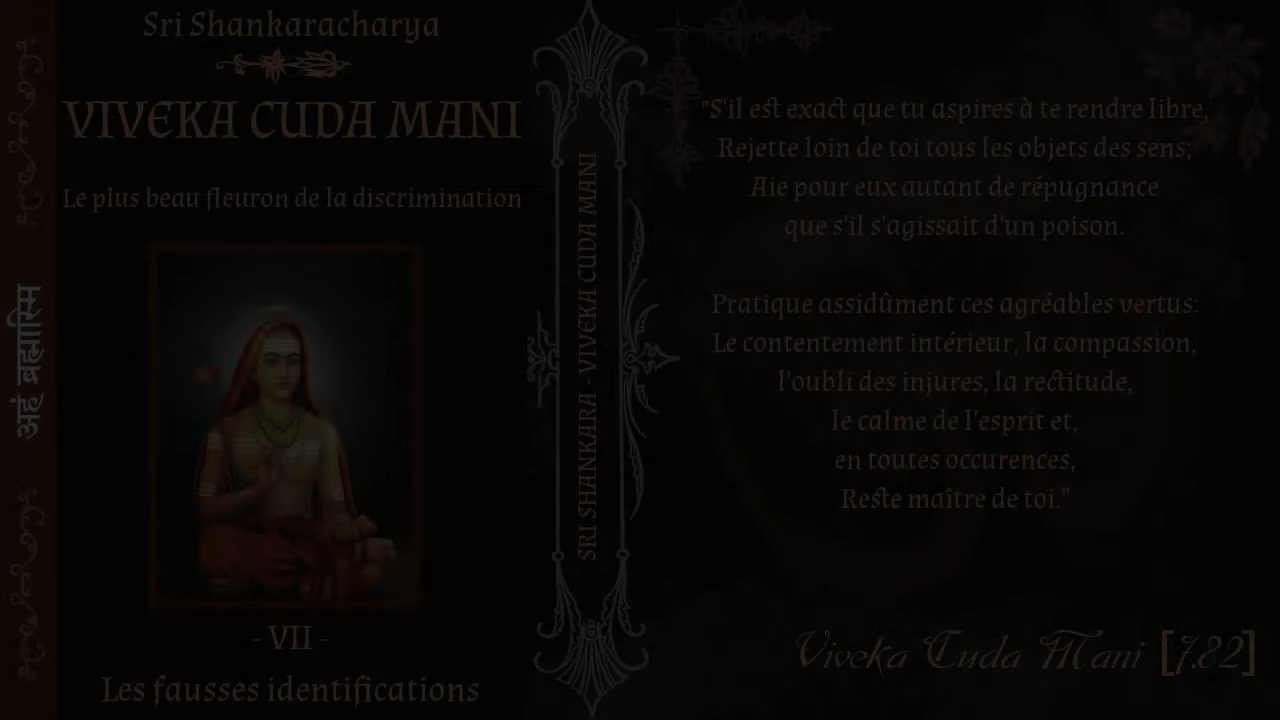 Sri Shankaracharya
VIVEKA CUDA MANI
Le plus beau fleuron de la discrimination
अहं ब्रह्मास्मि
- VII -
Les fausses identifications
SRI SHANKARA - VIVEKA CUDA MANI
"S'il est exact que tu aspires à te rendre libre,
Rejette loin de toi tous les objets des sens;
Aie pour eux autant de répugnance
que s'il s'agissait d'un poison.
Pratique assidûment ces agréables vertus:
Le contentement intérieur, la compassion,
l'oubli des injures, la rectitude,
le calme de l'esprit et,
en toutes occurences,
Reste maître de toi."
Viveka Cuda Mani [7.82]